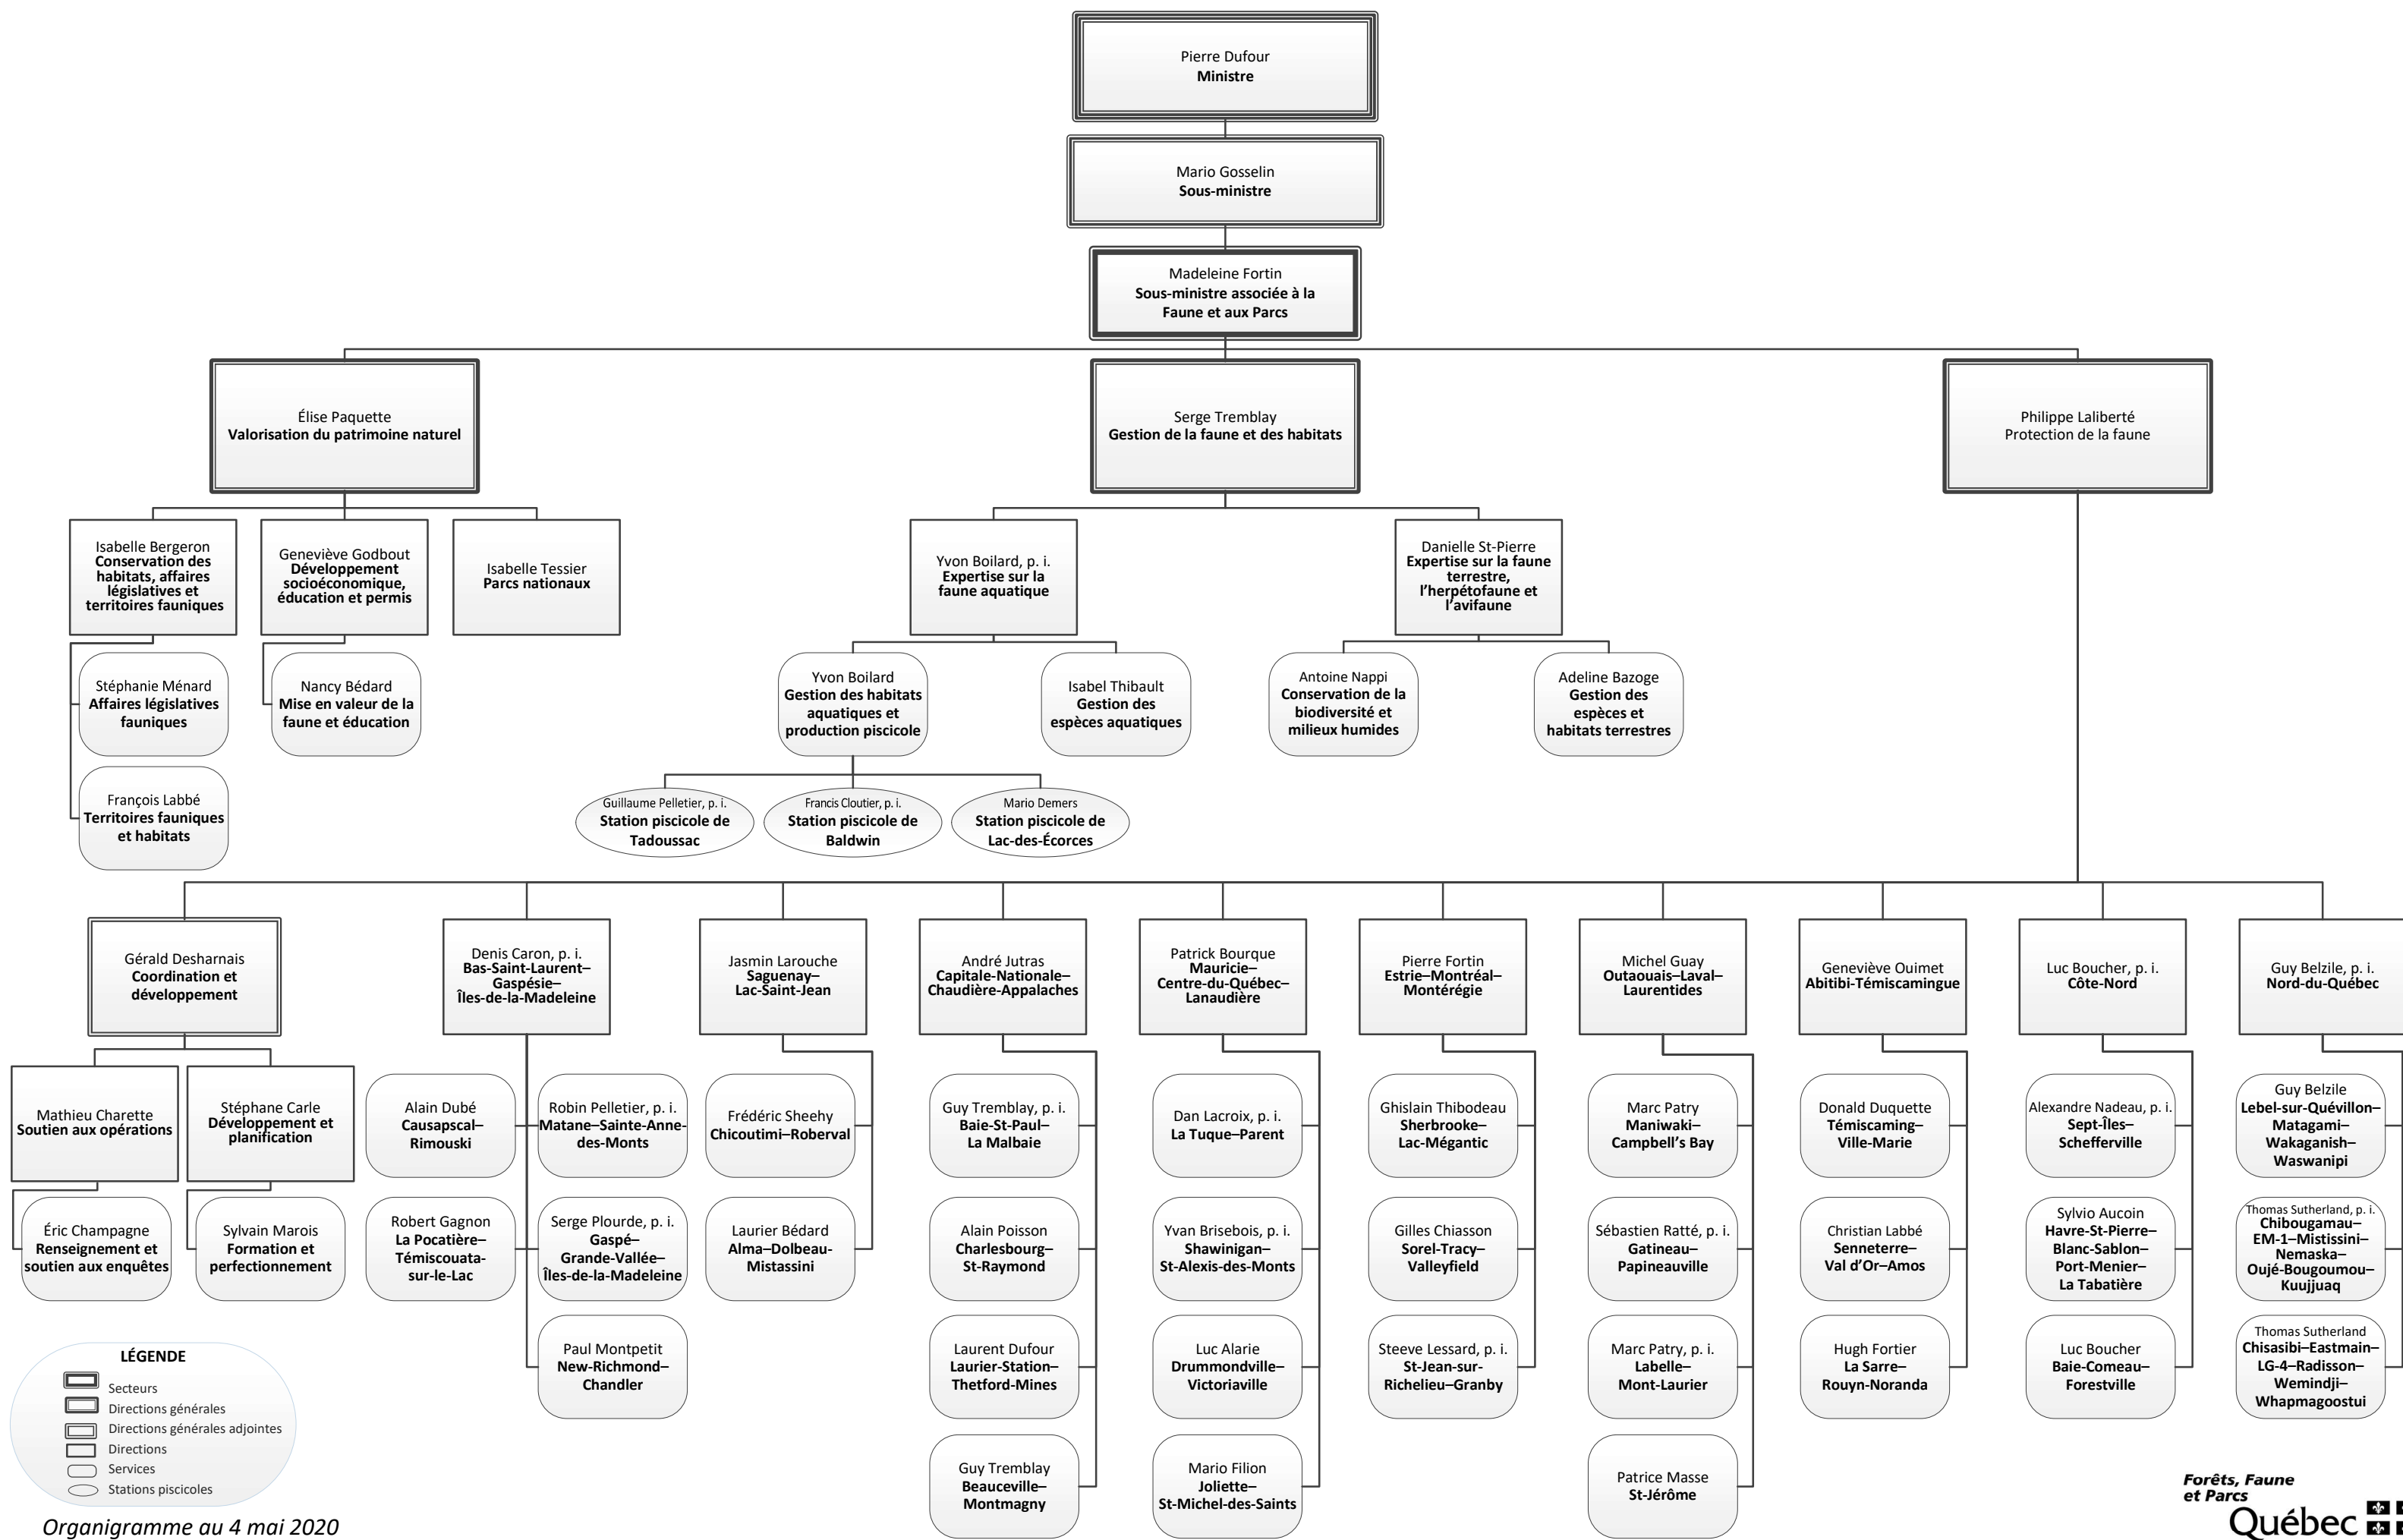 Pierre Dufour
Ministre
Mario Gosselin
Sous-ministre
Madeleine Fortin
Sous-ministre associée à la
Faune et aux Parcs
Élise Paquette
Valorisation du patrimoine naturel
Serge Tremblay
Gestion de la faune et des habitats
Philippe Laliberté
Protection de la faune
Isabelle Bergeron
Conservation des
habitats, affaires
législatives et
territoires fauniques
Geneviève Godbout
Développement
socioéconomique,
éducation et permis
Isabelle Tessier
Parcs nationaux
Yvon Boilard, p. i.
Expertise sur la
faune aquatique
Danielle St-Pierre
Expertise sur la faune
terrestre,
l’herpétofaune et
l’avifaune
Stéphanie Ménard
Affaires législatives
fauniques
Nancy Bédard
Mise en valeur de la
faune et éducation
Yvon Boilard
Gestion des habitats
aquatiques et
production piscicole
Isabel Thibault
Gestion des
espèces aquatiques
Antoine Nappi
Conservation de la
biodiversité et
milieux humides
Adeline Bazoge
Gestion des
espèces et
habitats terrestres
François Labbé
Territoires fauniques
et habitats
Guillaume Pelletier, p. i.
Station piscicole de
Tadoussac
Francis Cloutier, p. i.
Station piscicole de
Baldwin
Mario Demers
Station piscicole de
Lac-des-Écorces
Gérald Desharnais
Coordination et
développement
Denis Caron, p. i.
Bas-Saint-Laurent–
Gaspésie–
Îles-de-la-Madeleine
Jasmin Larouche
Saguenay–
Lac-Saint-Jean
André Jutras
Capitale-Nationale–
Chaudière-Appalaches
Patrick Bourque
Mauricie–
Centre-du-Québec–
Lanaudière
Pierre Fortin
Estrie–Montréal–
Montérégie
Michel Guay
Outaouais–Laval–
Laurentides
Geneviève Ouimet
Abitibi-Témiscamingue
Luc Boucher, p. i.
Côte-Nord
Guy Belzile, p. i.
Nord-du-Québec
Mathieu Charette
Soutien aux opérations
Stéphane Carle
Développement et
planification
Alain Dubé
Causapscal–
Rimouski
Robin Pelletier, p. i.
Matane–Sainte-Anne-
des-Monts
Frédéric Sheehy
Chicoutimi–Roberval
Guy Tremblay, p. i.
Baie-St-Paul–
La Malbaie
Dan Lacroix, p. i.
La Tuque–Parent
Ghislain Thibodeau
Sherbrooke–
Lac-Mégantic
Marc Patry
Maniwaki–
Campbell’s Bay
Donald Duquette
Témiscaming–
Ville-Marie
Alexandre Nadeau, p. i.
Sept-Îles–
Schefferville
Guy Belzile
Lebel-sur-Quévillon–
Matagami–
Wakaganish–
Waswanipi
Éric Champagne
Renseignement et
soutien aux enquêtes
Sylvain Marois
Formation et
perfectionnement
Robert Gagnon
La Pocatière–
Témiscouata-
sur-le-Lac
Serge Plourde, p. i.
Gaspé–
Grande-Vallée–
Îles-de-la-Madeleine
Laurier Bédard
Alma–Dolbeau-
Mistassini
Alain Poisson
Charlesbourg–
St-Raymond
Yvan Brisebois, p. i.
Shawinigan–
St-Alexis-des-Monts
Gilles Chiasson
Sorel-Tracy–
Valleyfield
Sébastien Ratté, p. i.
Gatineau–
Papineauville
Christian Labbé
Senneterre–
Val d’Or–Amos
Sylvio Aucoin
Havre-St-Pierre–
Blanc-Sablon–
Port-Menier–
La Tabatière
Thomas Sutherland, p. i.
Chibougamau–
EM-1–Mistissini–
Nemaska–
Oujé-Bougoumou–
Kuujjuaq
Paul Montpetit
New-Richmond–
Chandler
Laurent Dufour
Laurier-Station–
Thetford-Mines
Luc Alarie
Drummondville–
Victoriaville
Steeve Lessard, p. i.
St-Jean-sur-
Richelieu–Granby
Marc Patry, p. i.
Labelle–
Mont-Laurier
Hugh Fortier
La Sarre–
Rouyn-Noranda
Luc Boucher
Baie-Comeau–
Forestville
Thomas Sutherland
Chisasibi–Eastmain–
LG-4–Radisson–
Wemindji–
Whapmagoostui
Guy Tremblay
Beauceville–
Montmagny
Mario Filion
Joliette–
St-Michel-des-Saints
Patrice Masse
St-Jérôme
LÉGENDE
Secteurs
Directions générales
Directions générales adjointes
Directions
Services
Stations piscicoles
Organigramme au 4 mai 2020
Forêts, Faune
et Parcs
Québec